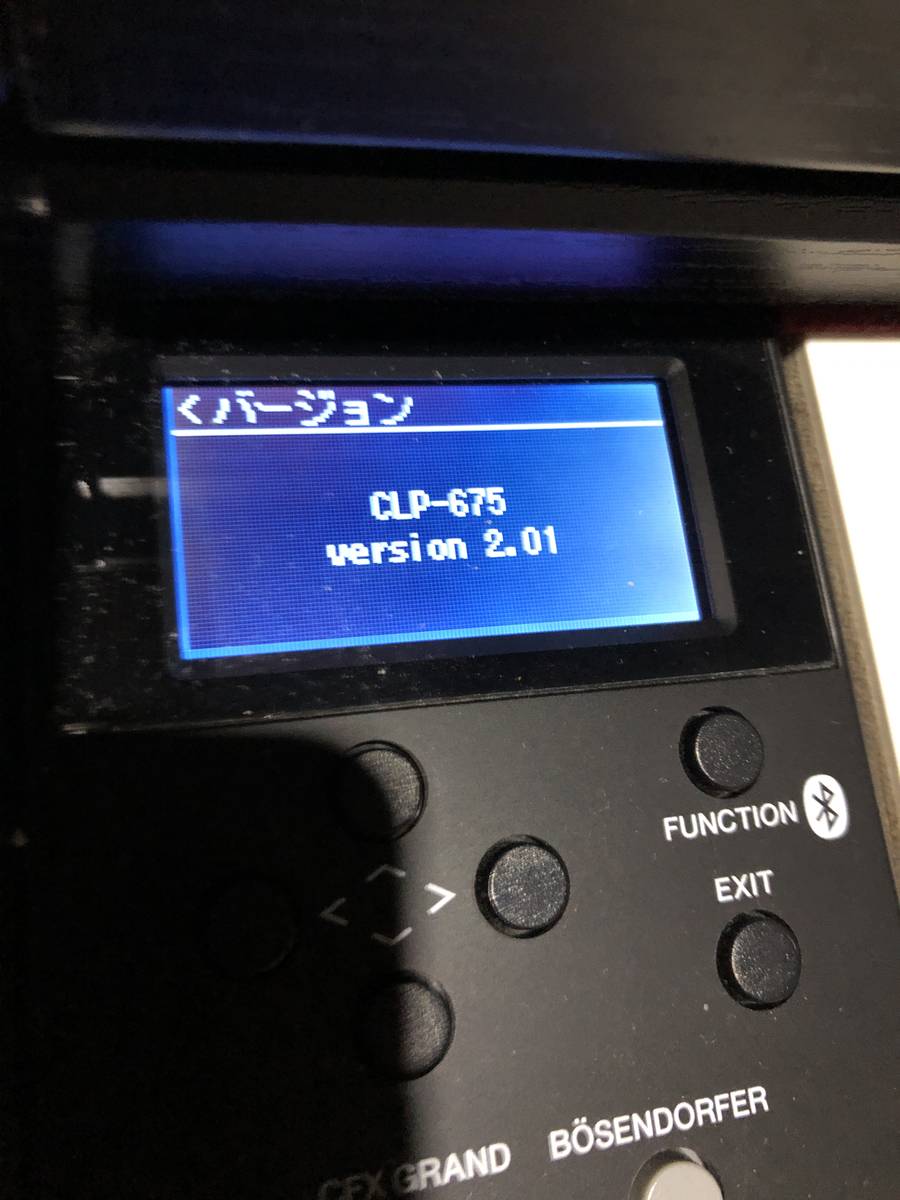 <バージョン
CLP-675
version 2.01
FUNCTION
EXIT
BÖSENDORFER
CFX GRAND